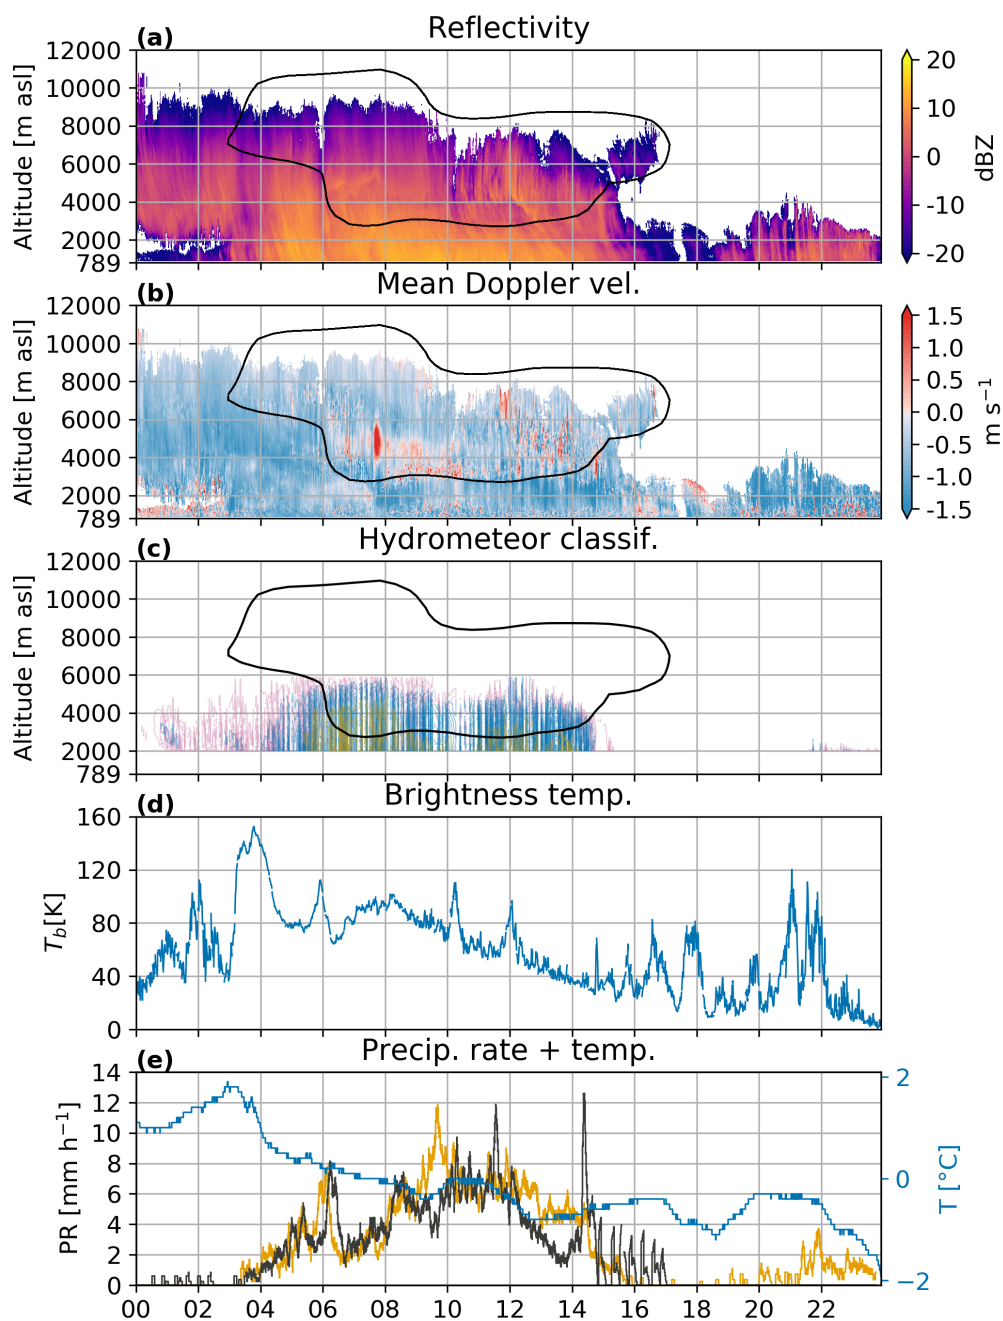 Reflectivity
(a)
12000
10000
8000
6000
4000
2000
789
Altitude [m asl]
20
10
0
-10
-20
dBZ
Mean Doppler vel.
(b)
12000
10000
8000
6000
4000
2000
789
Altitude [m asl]
1.5
1.0
0.5
0.0
-0.5
-1.0
-1.5
m s⁻¹
Hydrometeor classif.
(c)
12000
10000
8000
6000
4000
2000
789
Altitude [m asl]
Brightness temp.
(d)
160
120
80
40
0
T_b[K]
Precip. rate + temp.
(e)
14
12
10
8
6
4
2
0
PR [mm h⁻¹]
2
0
−2
T [°C]
00 02 04 06 08 10 12 14 16 18 20 22